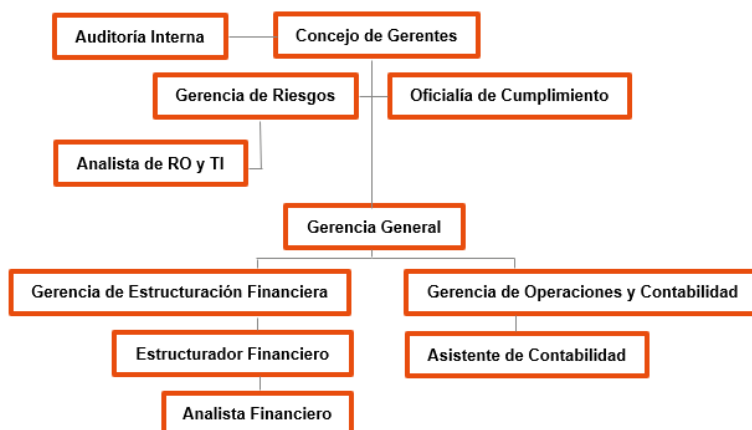 Auditoría Interna
Concejo de Gerentes
Gerencia de Riesgos
Oficialía de Cumplimiento
Analista de RO y TI
Gerencia General
Gerencia de Estructuración Financiera
Gerencia de Operaciones y Contabilidad
Estructurador Financiero
Asistente de Contabilidad
Analista Financiero